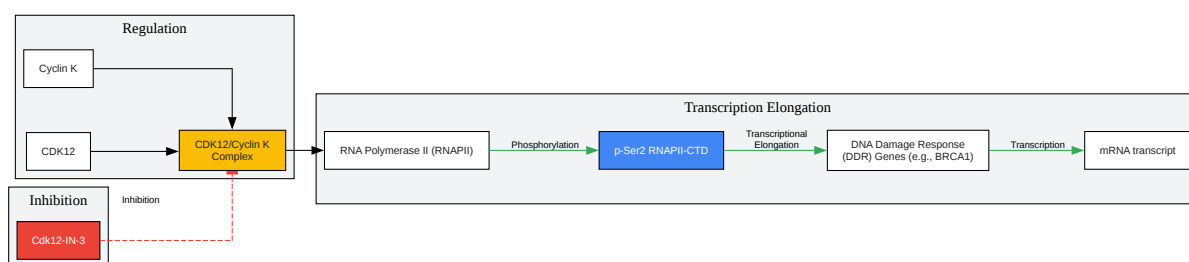 Regulation
Cyclin K
CDK12
CDK12/Cyclin K
Complex
Inhibition
Cdk12-IN-3
Inhibition
Transcription Elongation
RNA Polymerase II (RNAPII)
Phosphorylation
p-Ser2 RNAPII-CTD
Transcriptional
Elongation
DNA Damage Response
(DDR) Genes (e.g., BRCA1)
Transcription
mRNA transcript